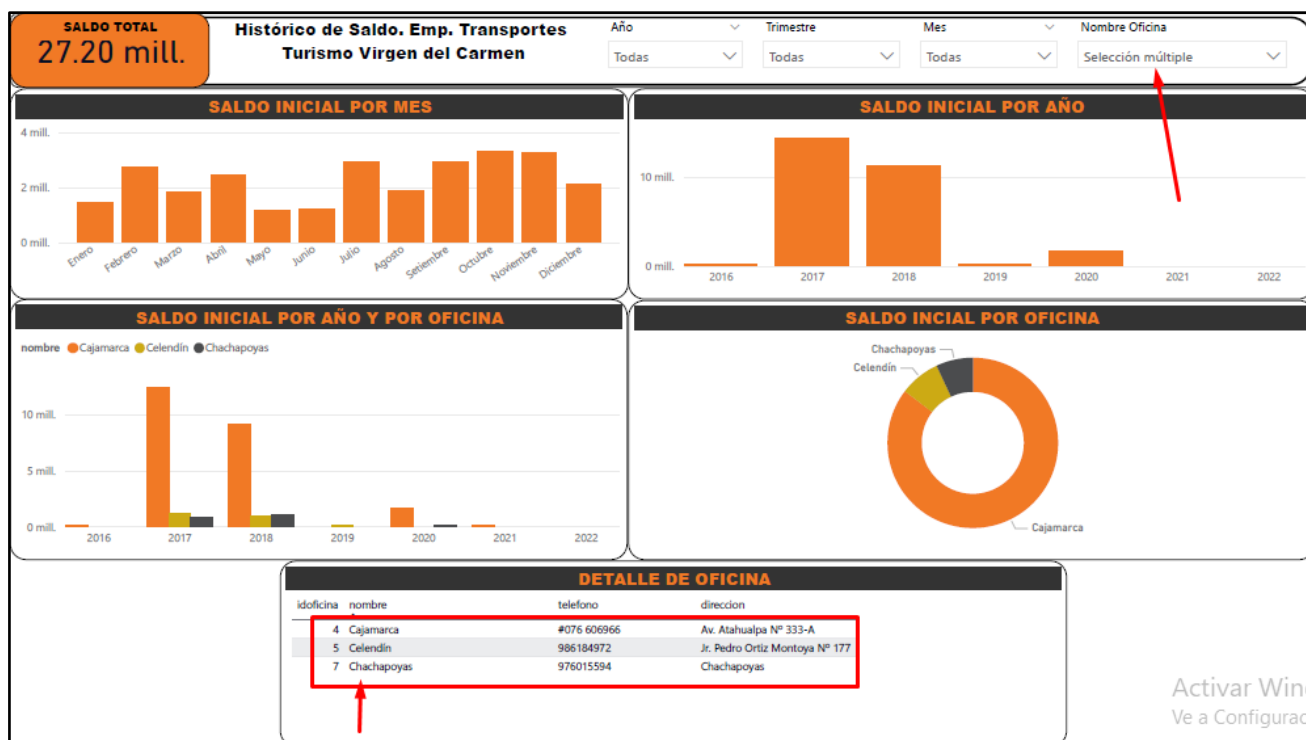 SALDO TOTAL
27.20 mill.
Histórico de Saldo. Emp. Transportes
Turismo Virgen del Carmen
Año
Todas
Trimestre
Todas
Mes
Todas
Nombre Oficina
Selección múltiple
SALDO INICIAL POR MES
4 mill.
2 mill.
0 mill.
Enero Febrero Marzo Abril Mayo Junio Julio Agosto Setiembre Octubre Noviembre Diciembre
SALDO INICIAL POR AÑO
10 mill.
0 mill.
2016 2017 2018 2019 2020 2021 2022
SALDO INICIAL POR AÑO Y POR OFICINA
nombre Cajamarca Celendín Chachapoyas
10 mill.
5 mill.
0 mill.
2016 2017 2018 2019 2020 2021 2022
SALDO INCIAL POR OFICINA
Chachapoyas
Celendín
Cajamarca
DETALLE DE OFICINA
idoficina nombre telefono direccion
4 Cajamarca #076 606966 Av. Atahualpa Nº 333-A
5 Celendín 986184972 Jr. Pedro Ortiz Montoya Nº 177
7 Chachapoyas 976015594 Chachapoyas
Activar Win
Ve a Configurac